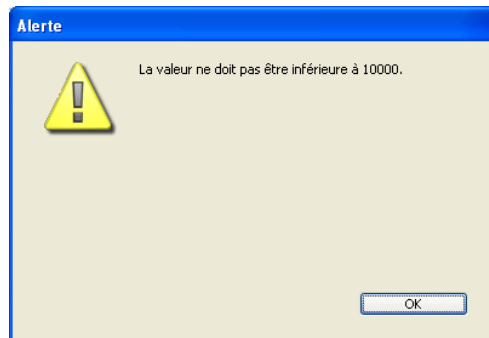 Alerte
La valeur ne doit pas être inférieure à 10000.
OK